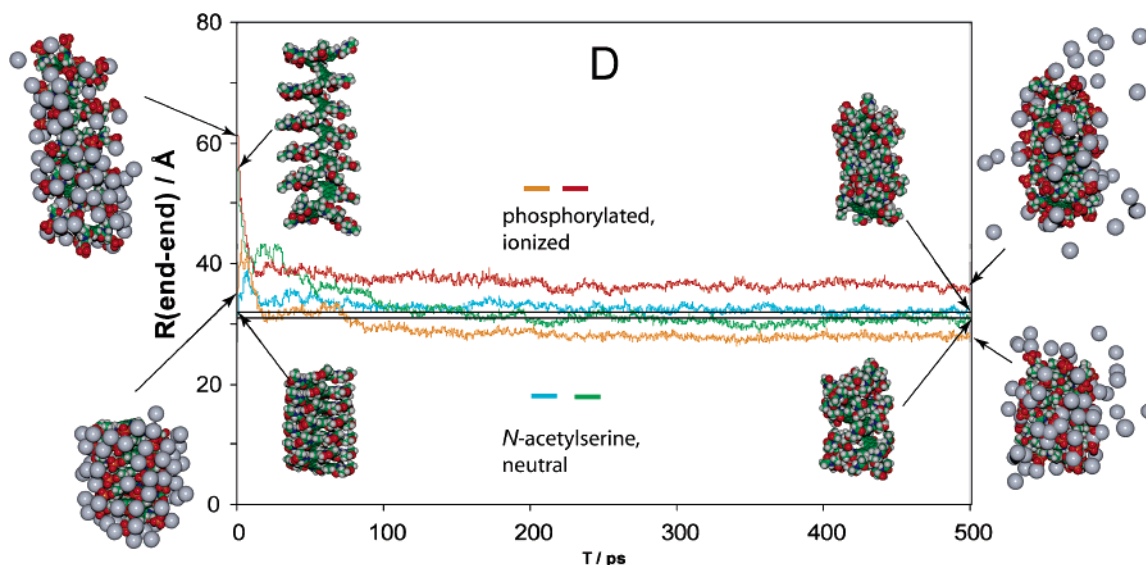 80
D
60
phosphorylated,
ionized
R(end-end) / Å
40
20
N-acetylserine,
neutral
0
0
100
200
300
400
500
T / ps